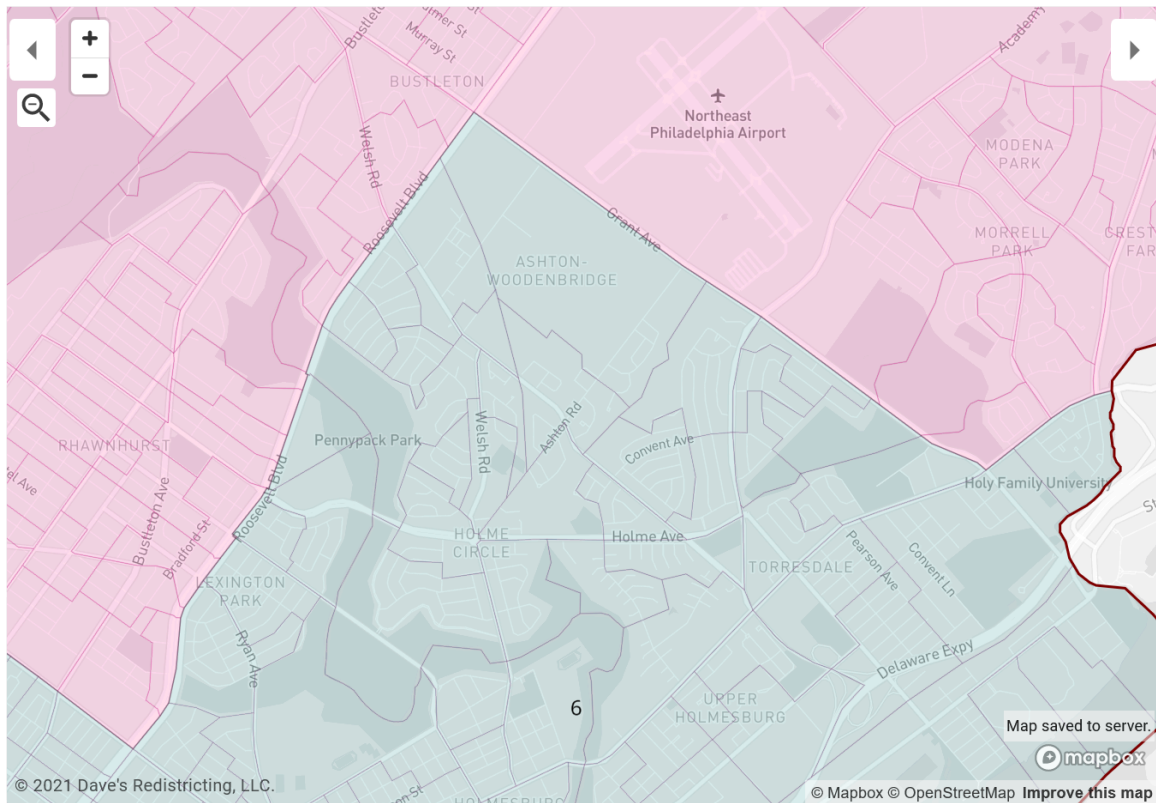 Bustleton
Murray St
BUSTLETON
Academy
Northeast
Philadelphia Airport
Welsh Rd
Roosevelt Blvd
MODENA
PARK
Grant Ave
MORRELL
PARK
ASHTON-
WOODENBRIDGE
Pennypack Park
Welsh Rd
Ashton Rd
Convent Ave
RHAWNHURST
Roosevelt Blvd
Bustleton Ave
Bradford St
Holy Family University
HOLME
CIRCLE
Holme Ave
TORRESDALE
Pearson Ave
Convent Ln
LEXINGTON
PARK
Ryan Ave
Delaware Expy
UPPER
HOLMESBURG
6
Map saved to server.
mapbox
HOLMESBURG
© 2021 Dave's Redistricting, LLC.
© Mapbox © OpenStreetMap Improve this map